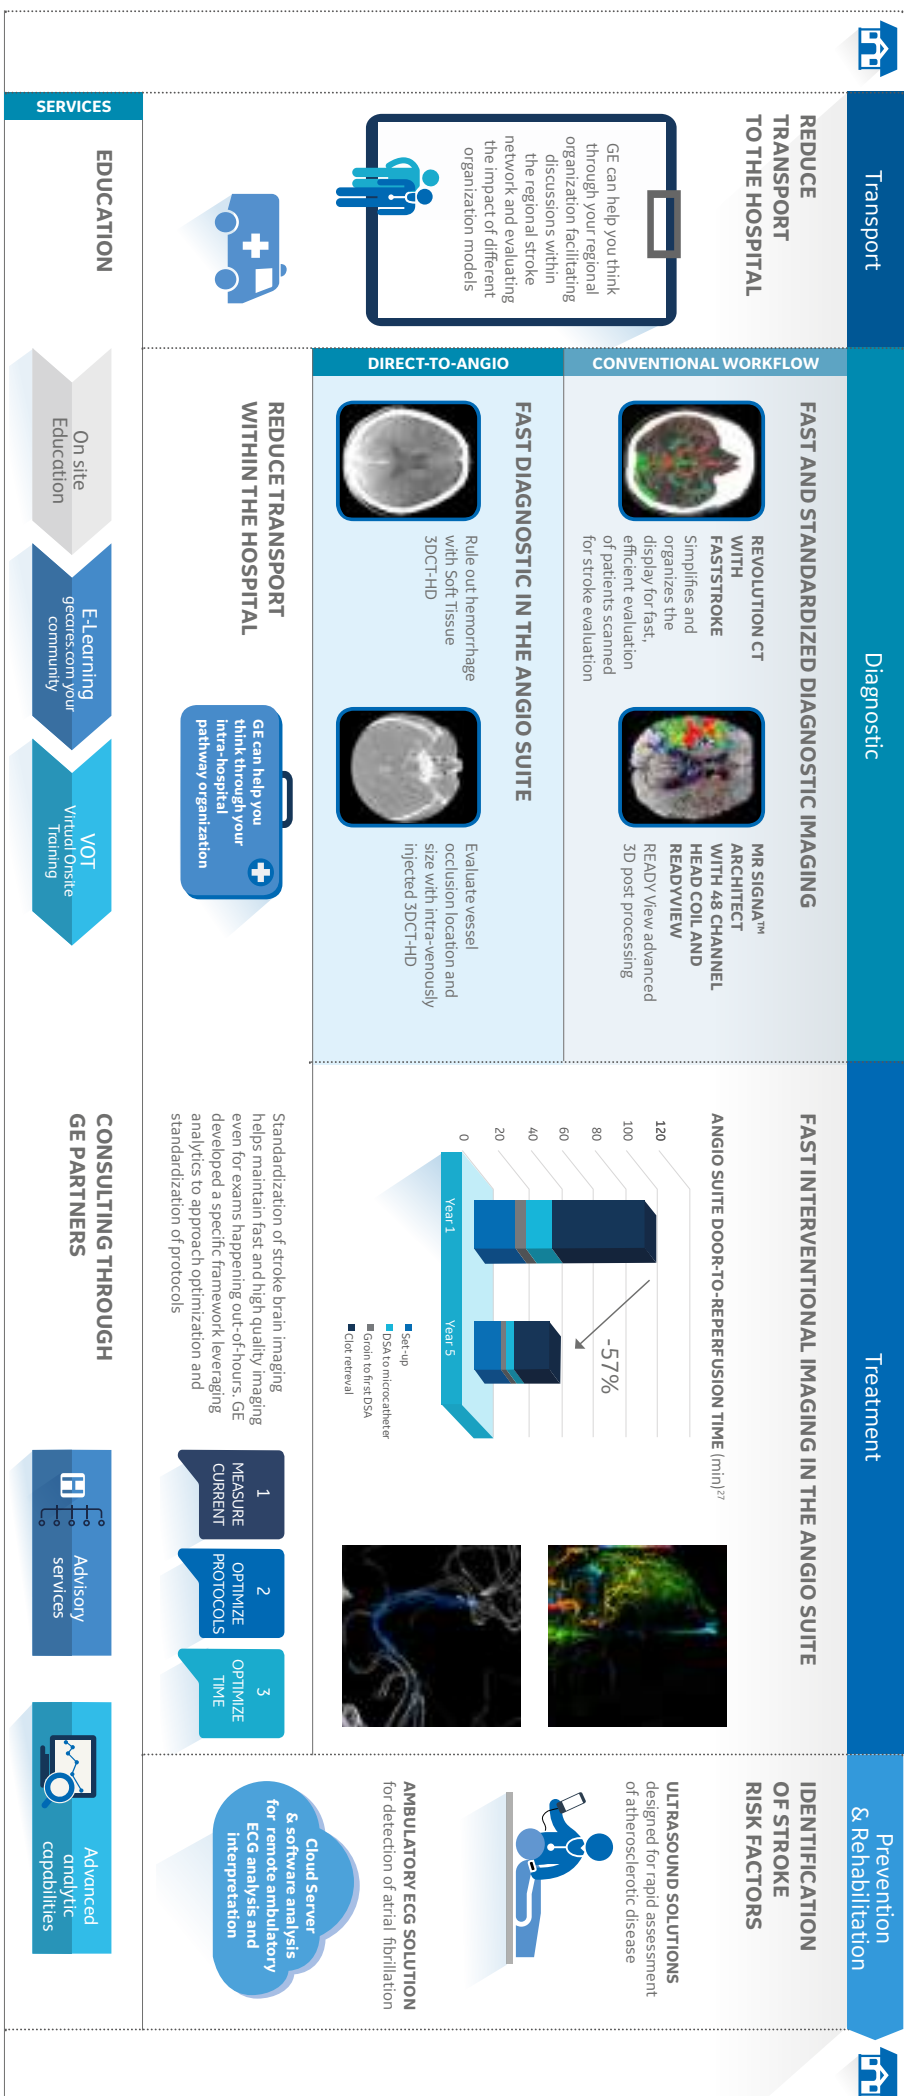 Transport
Diagnostic
Treatment
Prevention
& Rehabilitation
REDUCE
TRANSPORT
TO THE HOSPITAL
GE can help you think
through your regional
organization facilitating
discussions within
the regional stroke
network and evaluating
the impact of different
organization models
CONVENTIONAL WORKFLOW
FAST AND STANDARDIZED DIAGNOSTIC IMAGING
REVOLUTION CT
WITH
FASTSTROKE
Simplifies and
organizes the
display for fast,
efficient evaluation
of patients scanned
for stroke evaluation
MR SIGNA™
ARCHITECT
WITH 48 CHANNEL
HEAD COIL AND
READYVIEW
READY View advanced
3D post processing
DIRECT-TO-ANGIO
FAST DIAGNOSTIC IN THE ANGIO SUITE
Rule out hemorrhage
with Soft Tissue
3DCT-HD
Evaluate vessel
occlusion location and
size with intra-venously
injected 3DCT-HD
REDUCE TRANSPORT
WITHIN THE HOSPITAL
GE can help you
think through your
intra-hospital
pathway organization
FAST INTERVENTIONAL IMAGING IN THE ANGIO SUITE
ANGIO SUITE DOOR-TO-REPERFUSION TIME (min)27
120
100
80
60
40
20
0
Year 1
Year 5
-57%
Set-up
DSA to microcatheter
Groin to first DSA
Clot retreval
Standardization of stroke brain imaging
helps maintain fast and high quality imaging
even for exams happening out-of-hours. GE
developed a specific framework leveraging
analytics to approach optimization and
standardization of protocols
1
MEASURE
CURRENT
2
OPTIMIZE
PROTOCOLS
3
OPTIMIZE
TIME
IDENTIFICATION
OF STROKE
RISK FACTORS
ULTRASOUND SOLUTIONS
designed for rapid assessment
of atherosclerotic disease
AMBULATORY ECG SOLUTION
for detection of atrial fibrillation
Cloud Server
& software analysis
for remote ambulatory
ECG analysis and
interpretation
SERVICES
EDUCATION
On site
Education
E-Learning
gecares.com your
community
VOT
Virtual Onsite
Training
CONSULTING THROUGH
GE PARTNERS
H
Advisory
services
Advanced
analytic
capabilities